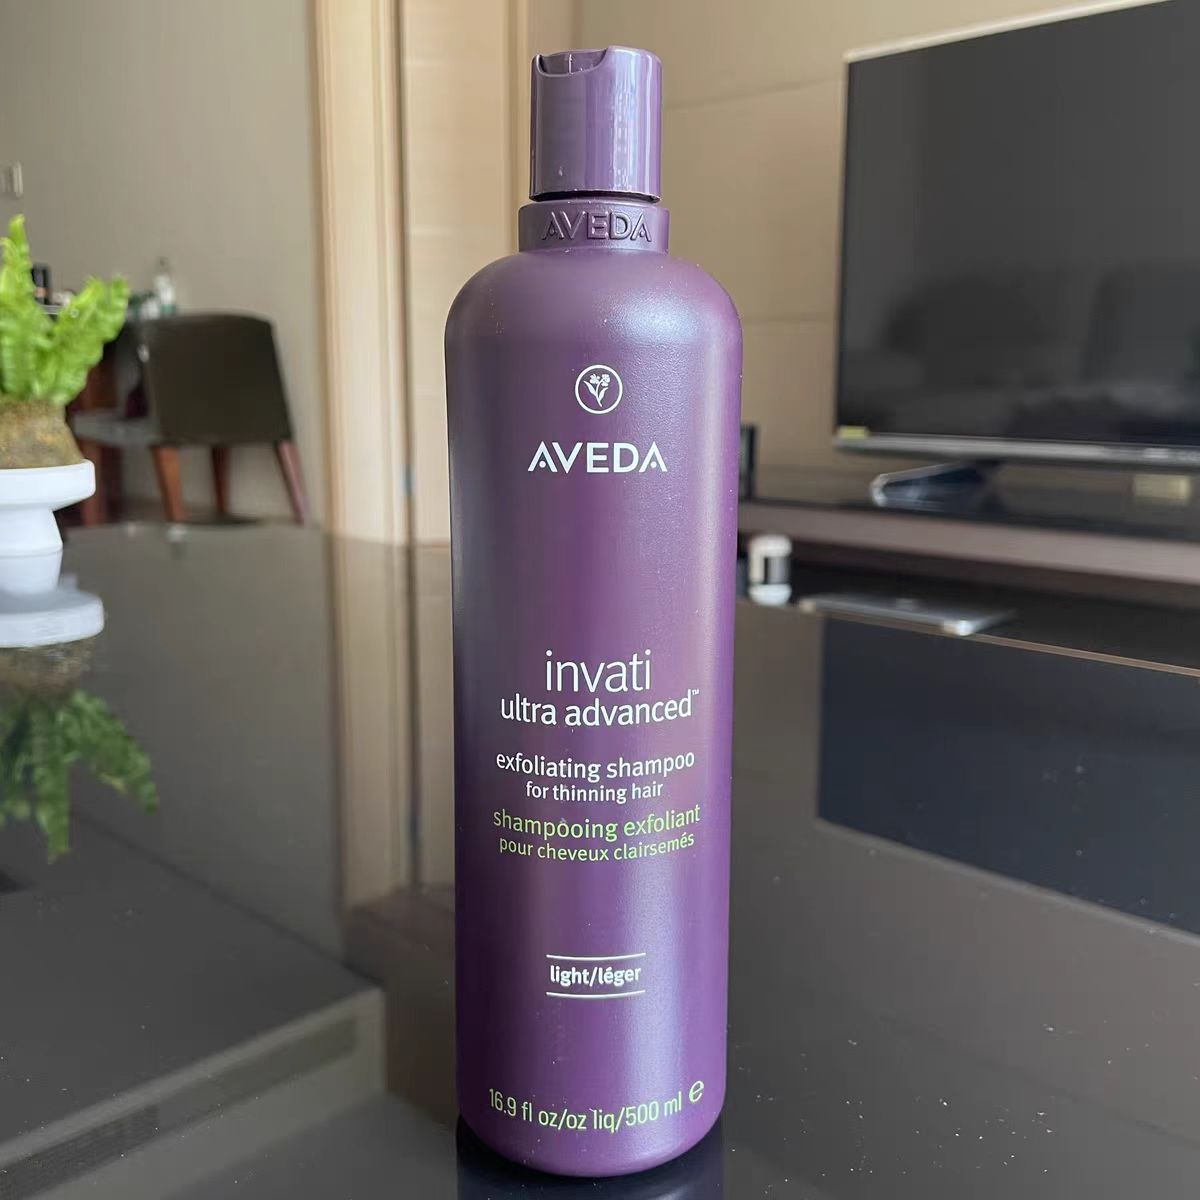 AVEDA
AVEDA
invati
ultra advanced™
exfoliating shampoo
for thinning hair
shampooing exfoliant
pour cheveux clairsemés
light/léger
16.9 fl oz/oz liq/500 ml ℮